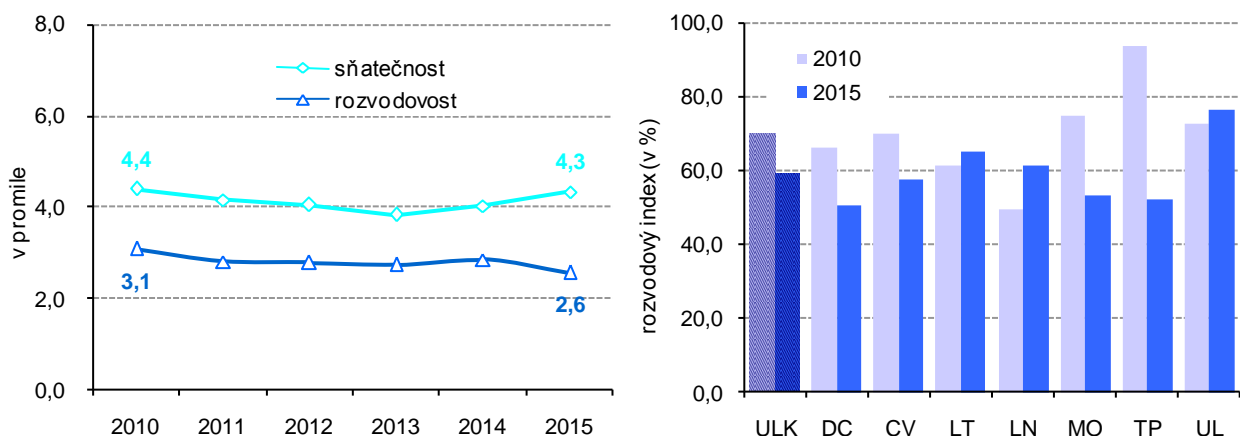 8,0
6,0
4,0
2,0
0,0
v promile
sňatečnost
rozvodovost
4,4
4,3
3,1
2,6
2010 2011 2012 2013 2014 2015
100,0
80,0
60,0
40,0
20,0
0,0
rozvodový index (v %)
2010
2015
ULK DC CV LT LN MO TP UL